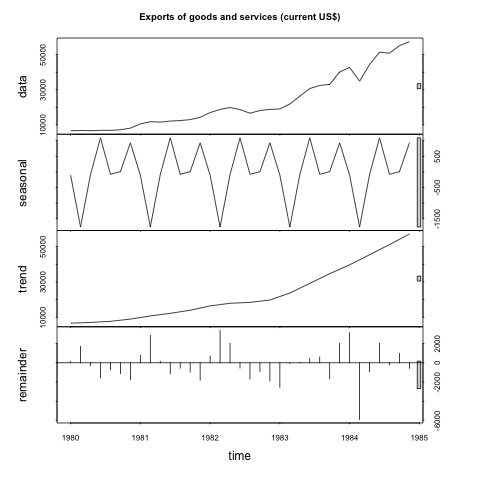 Exports of goods and services (current US$)
data
10000 30000 50000
seasonal
-1500 -500 500
trend
10000 30000 50000
remainder
-6000 -2000 0 2000
1980 1981 1982 1983 1984 1985
time